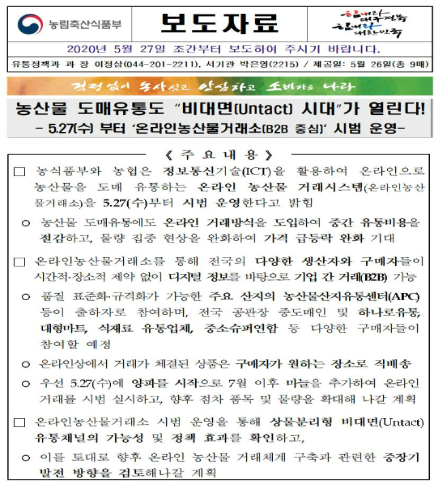 농림축산식품부
보도자료
힘내라 대구경북
힘내라 대한민국
2020년 5월 27일 조간부터 보도하여 주시기 바랍니다.
유통정책과 과 장 이정삼(044-201-2211), 서기관 박은영(2215) / 제공일: 5월 26일(총 9매)
걱정 없이 농사짓고 안심하고 소비하는 나라
농산물 도매유통도 “비대면(Untact) 시대”가 열린다!
- 5.27(수) 부터 ‘온라인농산물거래소(B2B 중심)’ 시범 운영-
《 주 요 내 용 》
□ 농식품부와 농협은 정보통신기술(ICT)을 활용하여 온라인으로
농산물을 도매 유통하는 온라인 농산물 거래시스템(온라인농산
물거래소)을 5.27(수)부터 시범 운영한다고 밝힘
ㅇ 농산물 도매유통에도 온라인 거래방식을 도입하여 중간 유통비용을
절감하고, 물량 집중 현상을 완화하여 가격 급등락 완화 기대
□ 온라인농산물거래소를 통해 전국의 다양한 생산자와 구매자들이
시간적·장소적 제약 없이 디지털 정보를 바탕으로 기업 간 거래(B2B) 가능
ㅇ 품질 표준화·규격화가 가능한 주요 산지의 농산물산지유통센터(APC)
등이 출하자로 참여하며, 전국 공판장 중도매인 및 하나로유통,
대형마트, 식재료 유통업체, 중소슈퍼연합 등 다양한 구매자들이
참여할 예정
ㅇ 온라인상에서 거래가 체결된 상품은 구매자가 원하는 장소로 직배송
ㅇ 우선 5.27(수)에 양파를 시작으로 7월 이후 마늘을 추가하여 온라인
거래를 시범 실시하고, 향후 점차 품목 및 물량을 확대해 나갈 계획
□ 온라인농산물거래소 시범 운영을 통해 상물분리형 비대면(Untact)
유통채널의 가능성 및 정책 효과를 확인하고,
ㅇ 이를 토대로 향후 온라인 농산물 거래체계 구축과 관련한 중장기
발전 방향을 검토해나갈 계획